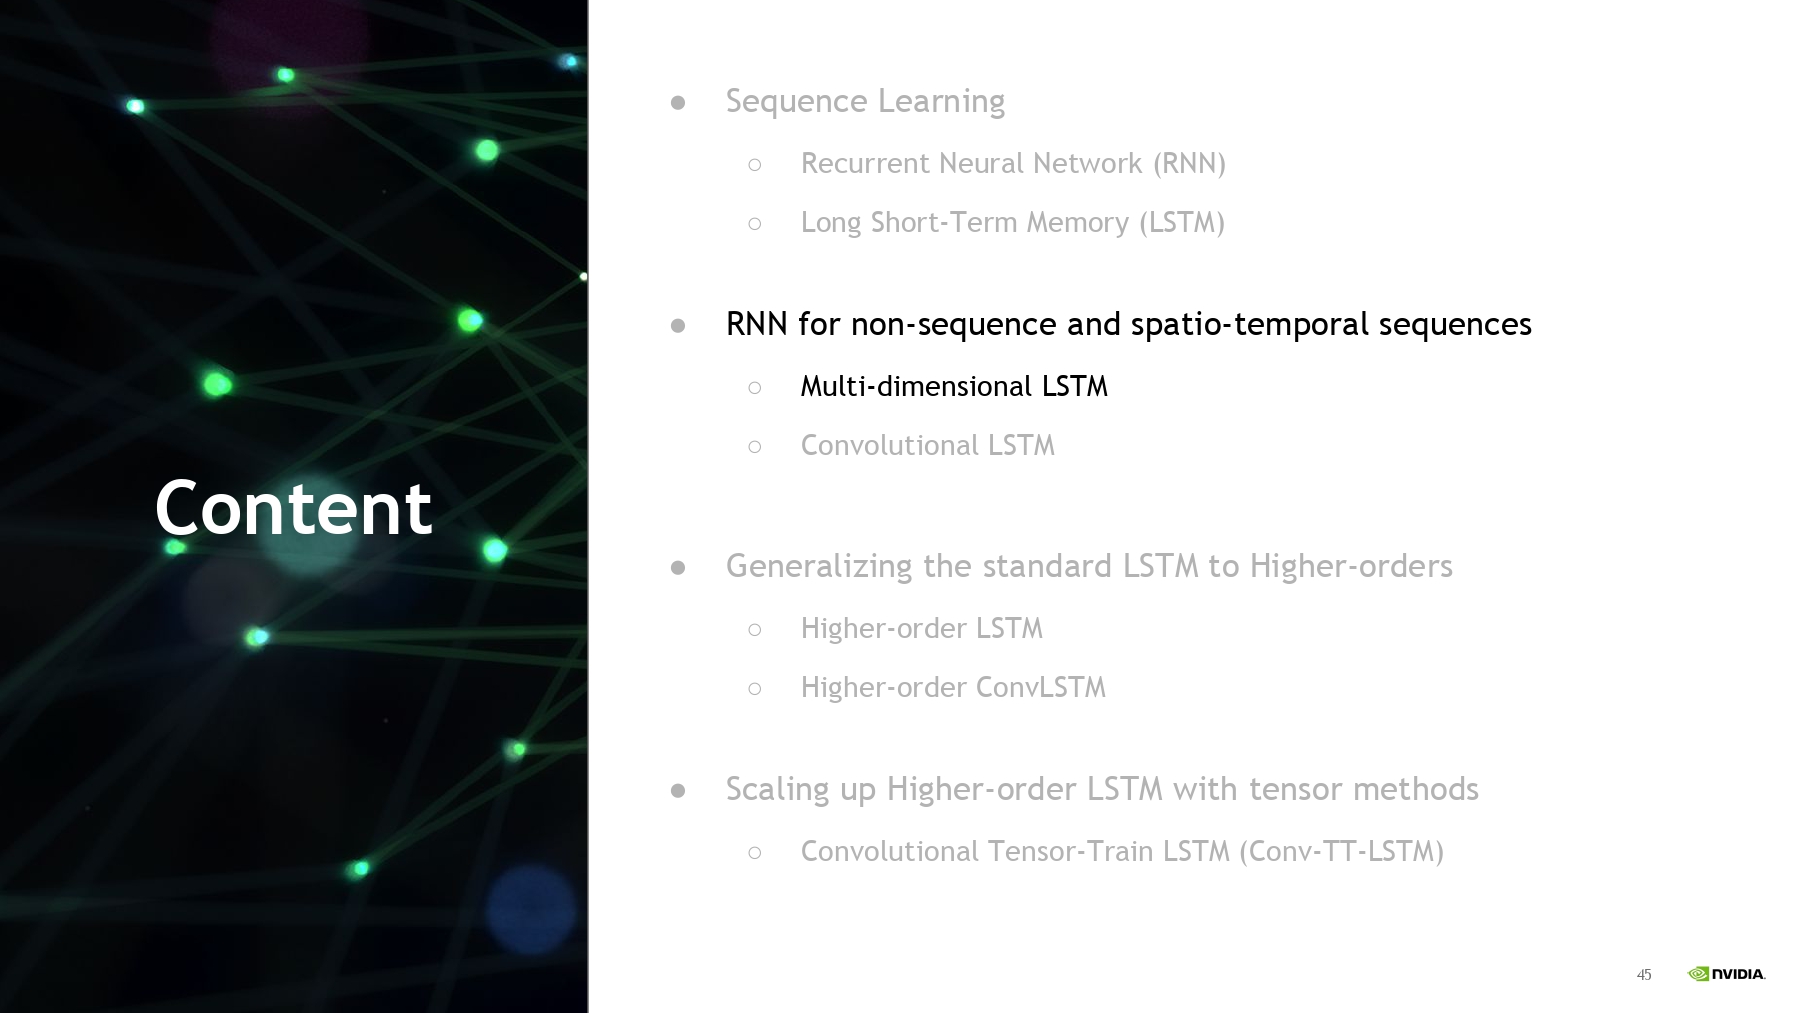 Content
● Sequence Learning
○ Recurrent Neural Network (RNN)
○ Long Short-Term Memory (LSTM)
● RNN for non-sequence and spatio-temporal sequences
○ Multi-dimensional LSTM
○ Convolutional LSTM
● Generalizing the standard LSTM to Higher-orders
○ Higher-order LSTM
○ Higher-order ConvLSTM
● Scaling up Higher-order LSTM with tensor methods
○ Convolutional Tensor-Train LSTM (Conv-TT-LSTM)
45
NVIDIA.